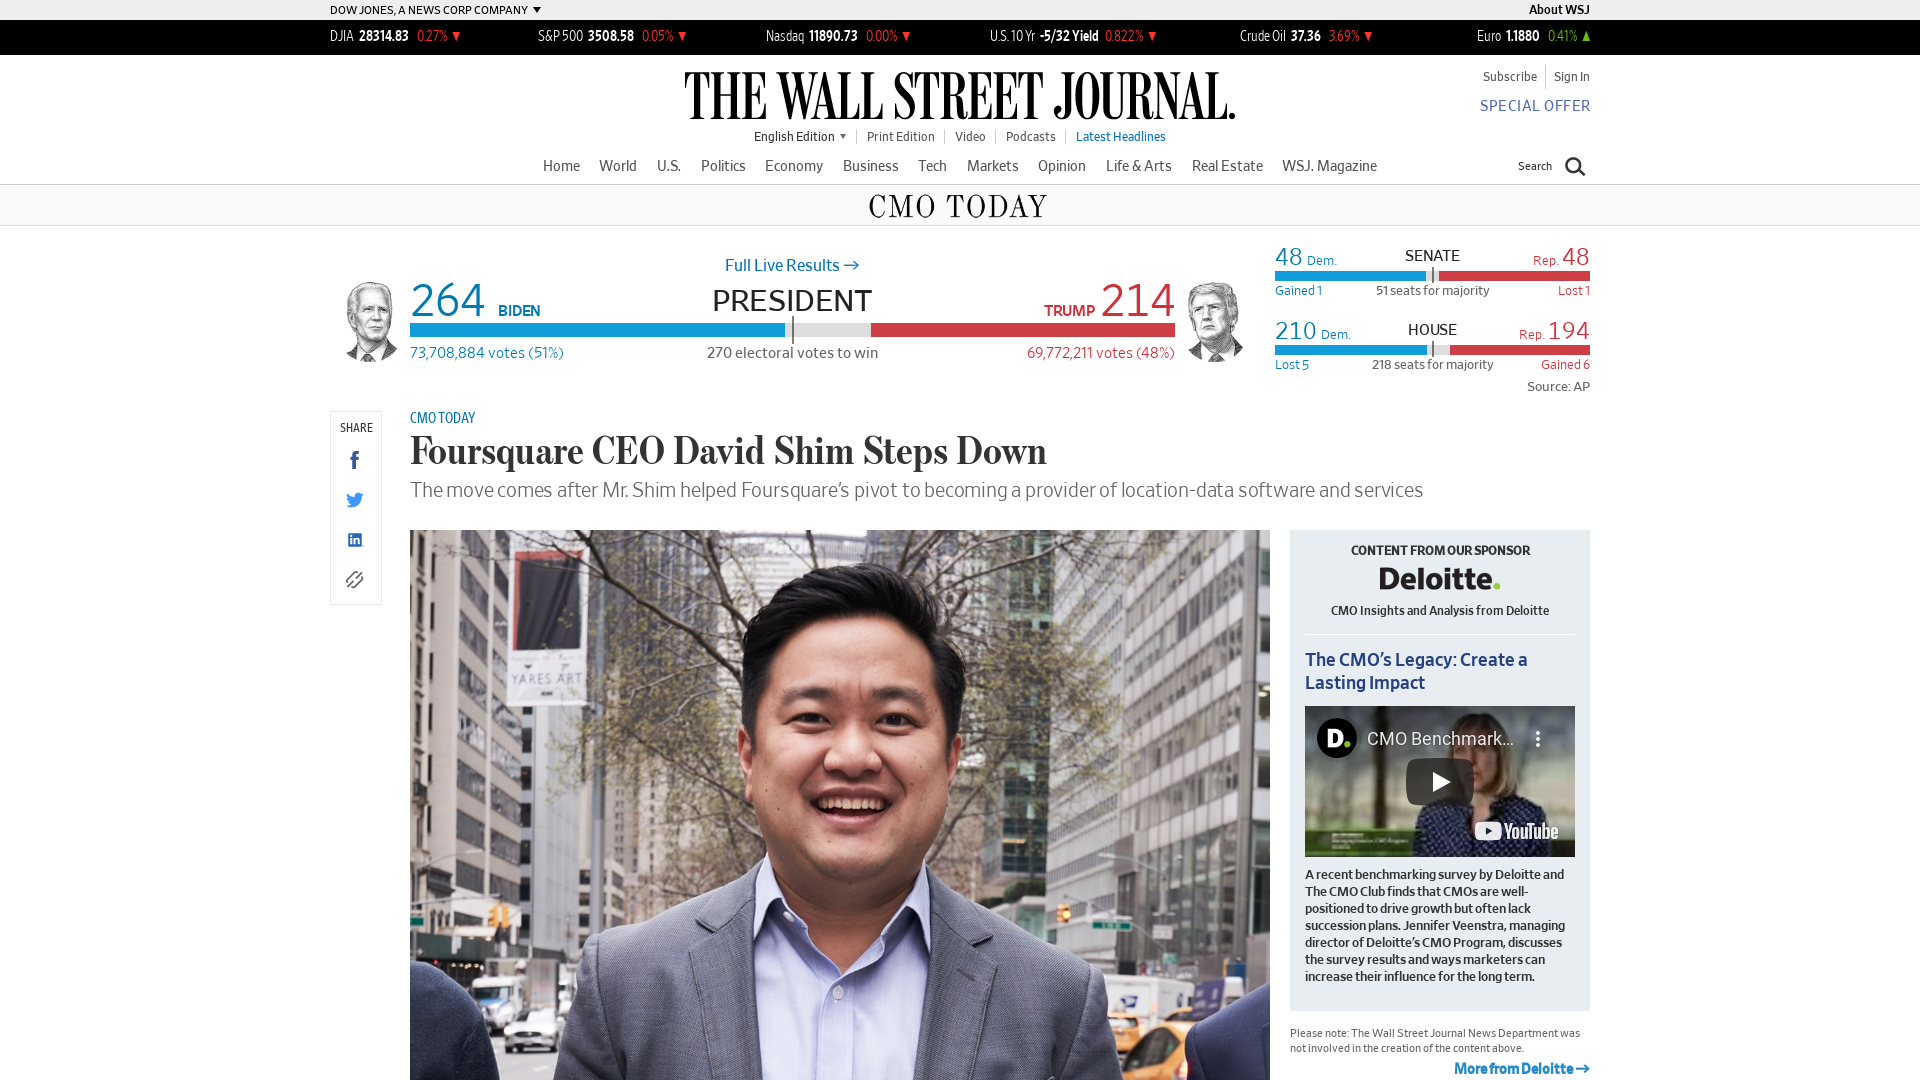 DOW JONES, A NEWS CORP COMPANY
About WSJ
DJIA 28314.83 0.27%
S&P 500 3508.58 0.05%
Nasdaq 11890.73 0.00%
U.S. 10 Yr -5/32 Yield 0.822%
Crude Oil 37.36 3.69%
Euro 1.1880 0.41%
THE WALL STREET JOURNAL.
Subscribe
Sign In
SPECIAL OFFER
English Edition
Print Edition
Video
Podcasts
Latest Headlines
Home
World
U.S.
Politics
Economy
Business
Tech
Markets
Opinion
Life & Arts
Real Estate
WSJ. Magazine
Search
CMO TODAY
Full Live Results
264 BIDEN
PRESIDENT
TRUMP 214
73,708,884 votes (51%)
270 electoral votes to win
69,772,211 votes (48%)
48 Dem.
SENATE
Rep. 48
Gained 1
51 seats for majority
Lost 1
210 Dem.
HOUSE
Rep. 194
Lost 5
218 seats for majority
Gained 6
Source: AP
SHARE
CMO TODAY
Foursquare CEO David Shim Steps Down
The move comes after Mr. Shim helped Foursquare’s pivot to becoming a provider of location-data software and services
YARES ART
CONTENT FROM OUR SPONSOR
Deloitte.
CMO Insights and Analysis from Deloitte
The CMO’s Legacy: Create a
Lasting Impact
D.
CMO Benchmark...
YouTube
A recent benchmarking survey by Deloitte and
The CMO Club finds that CMOs are well-
positioned to drive growth but often lack
succession plans. Jennifer Veenstra, managing
director of Deloitte’s CMO Program, discusses
the survey results and ways marketers can
increase their influence for the long term.
Please note: The Wall Street Journal News Department was
not involved in the creation of the content above.
More from Deloitte